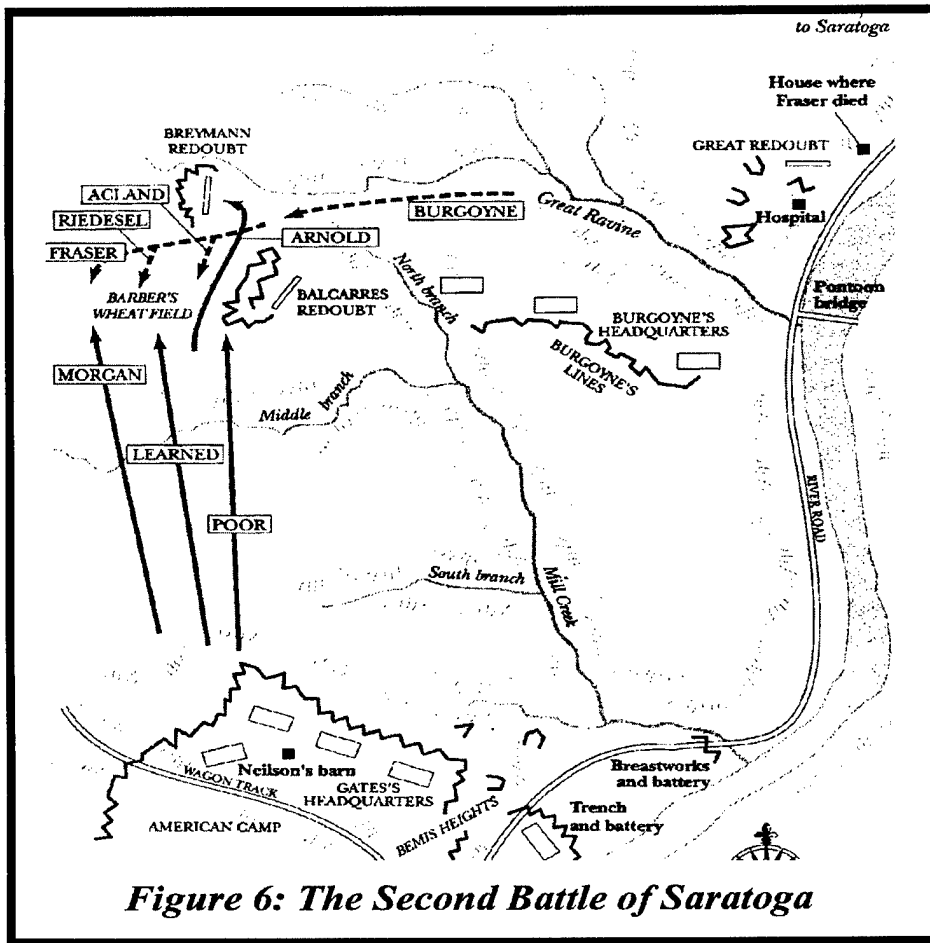 to Saratoga
House where
Fraser died
BREYMANN
REDOUBT
GREAT REDOUBT
ACLAND
RIEDESEL
BURGOYNE
Great Ravine
Hospital
FRASER
ARNOLD
North branch
BARBER'S
WHEAT FIELD
BALCARRES
REDOUBT
Pontoon
bridge
BURGOYNE'S
HEADQUARTERS
BURGOYNE'S
LINES
MORGAN
Middle branch
LEARNED
RIVER ROAD
POOR
South branch
Mill Creek
Neilson's barn
WAGON TRACK
GATES'S
HEADQUARTERS
Breastworks
and battery
AMERICAN CAMP
BEMIS HEIGHTS
Trench
and battery
Figure 6: The Second Battle of Saratoga